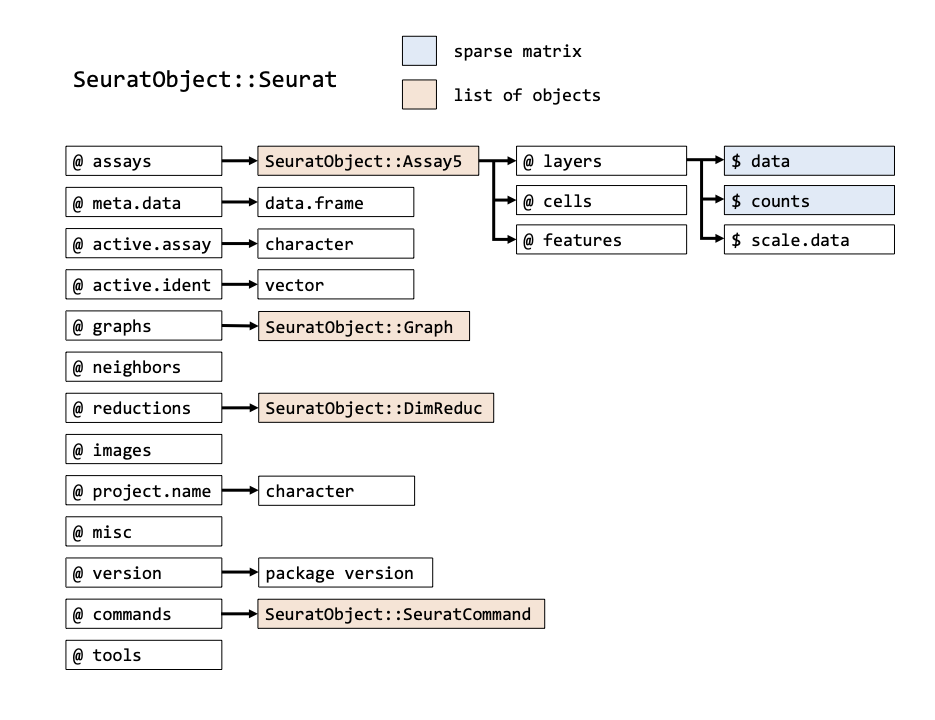 SeuratObject::Seurat
sparse matrix
list of objects
@ assays SeuratObject::Assay5 @ layers $ data
@ meta.data data.frame @ cells $ counts
@ active.assay character @ features $ scale.data
@ active.ident vector
@ graphs SeuratObject::Graph
@ neighbors
@ reductions SeuratObject::DimReduc
@ images
@ project.name character
@ misc
@ version package version
@ commands SeuratObject::SeuratCommand
@ tools